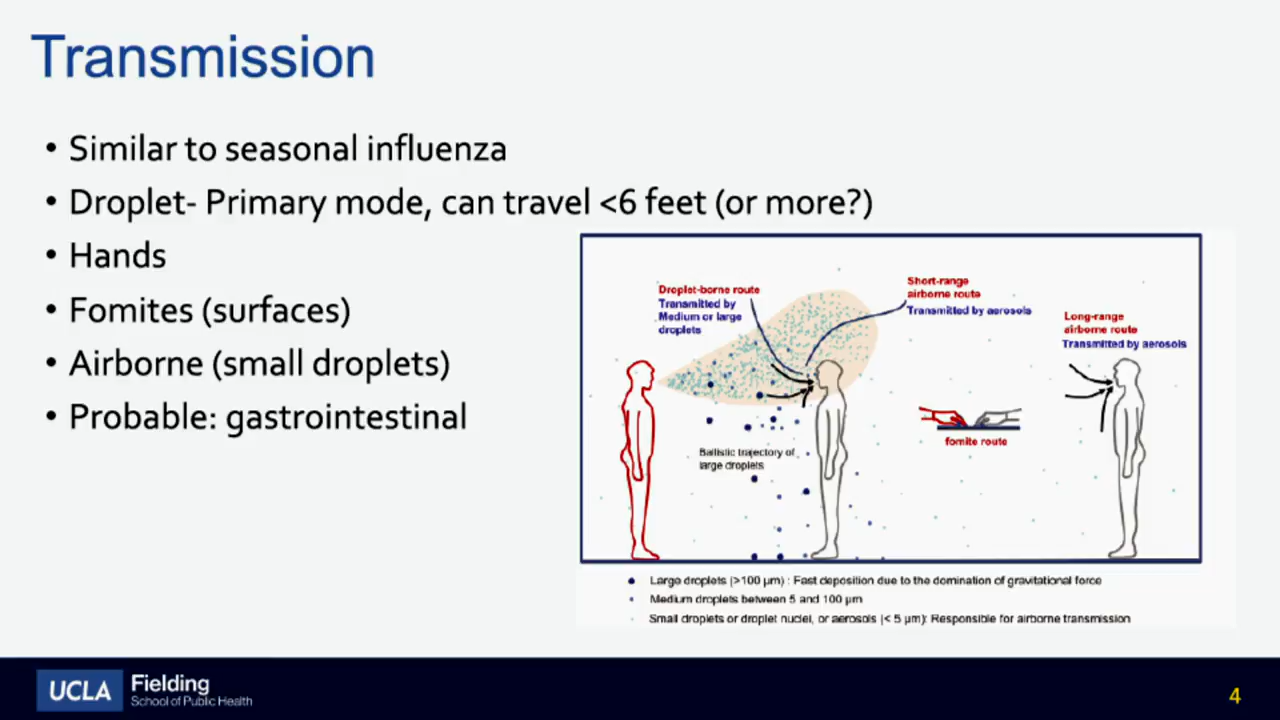 Transmission
• Similar to seasonal influenza
• Droplet- Primary mode, can travel <6 feet (or more?)
• Hands
• Fomites (surfaces)
• Airborne (small droplets)
• Probable: gastrointestinal
Droplet-borne route
Transmitted by
Medium or large
droplets
Short-range
airborne route
Transmitted by aerosols
Long-range
airborne route
Transmitted by aerosols
Ballistic trajectory of
large droplets
fomite route
Large droplets (>100 µm) : Fast deposition due to the domination of gravitational force
Medium droplets between 5 and 100 µm
Small droplets or droplet nuclei, or aerosols (< 5 µm): Responsible for airborne transmission
UCLA
Fielding
School of Public Health
4